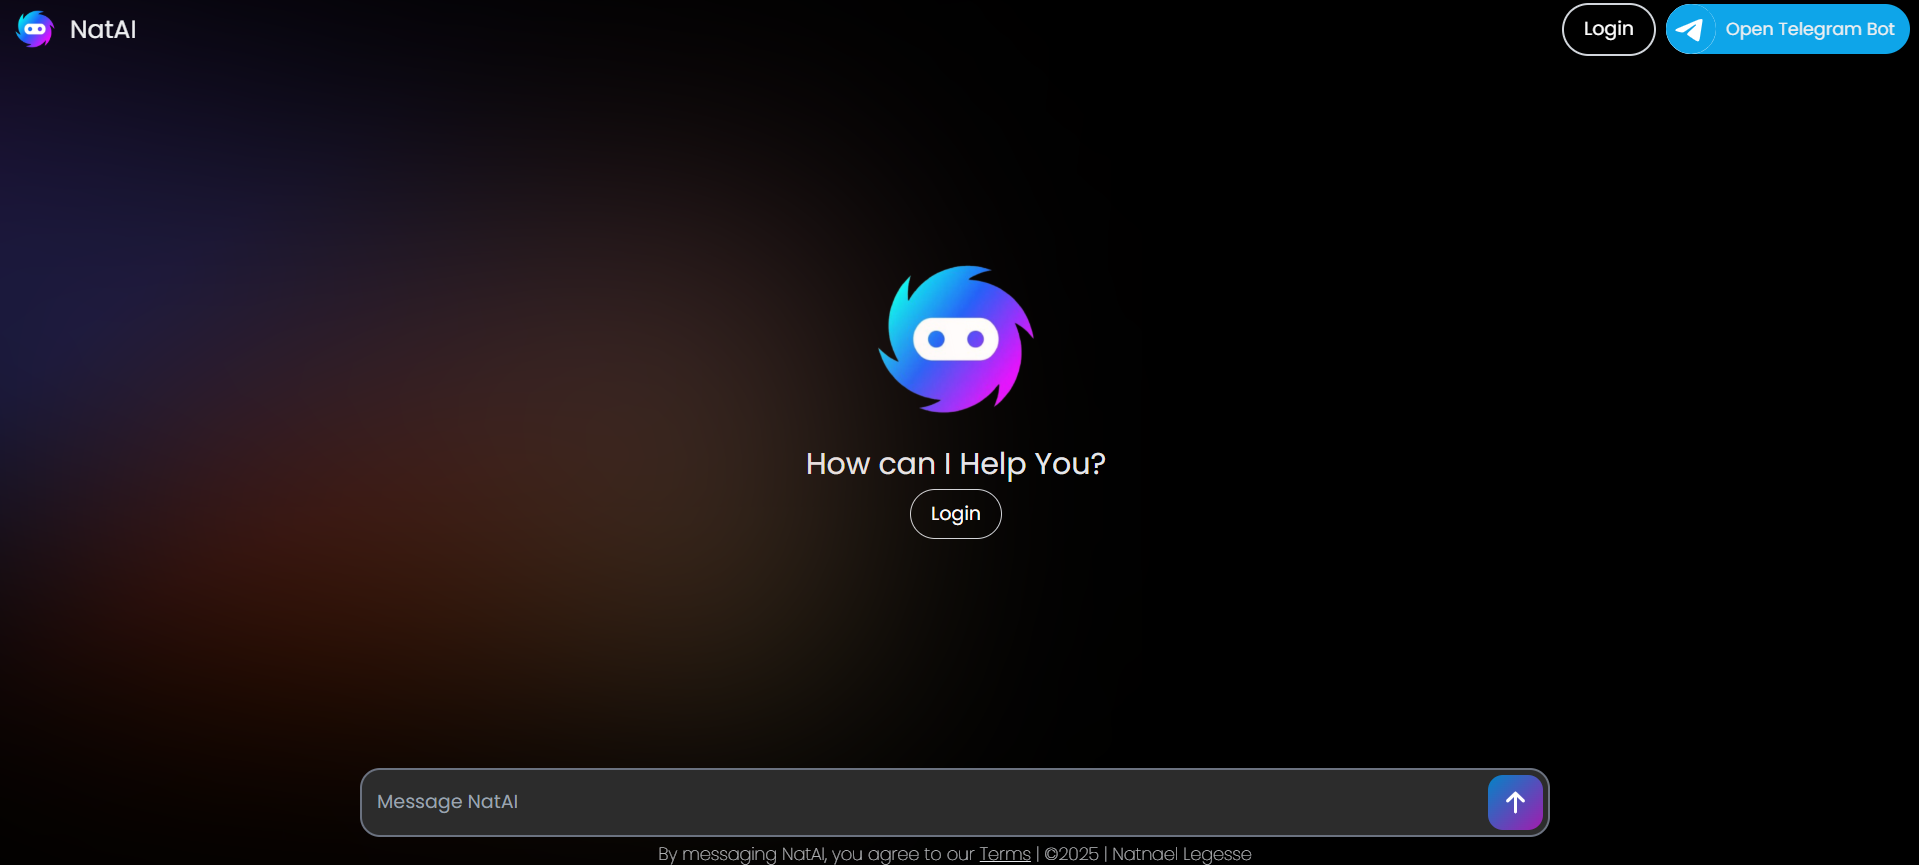 NatAI
Login
Open Telegram Bot
How can I Help You?
Login
Message NatAI
By messaging NatAI, you agree to our Terms | ©2025 | Natnael Legesse